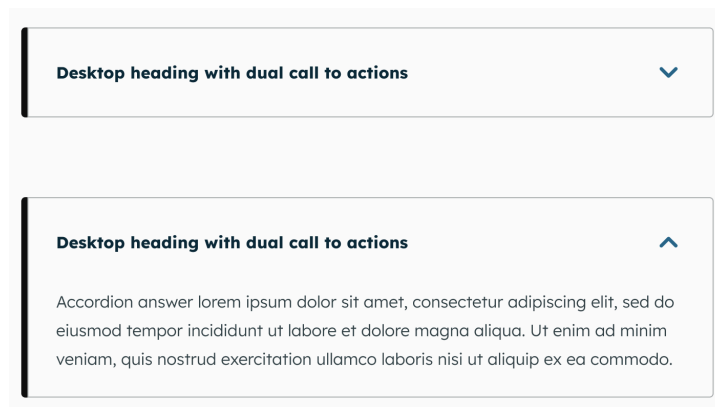 Desktop heading with dual call to actions
Desktop heading with dual call to actions
Accordion answer lorem ipsum dolor sit amet, consectetur adipiscing elit, sed do
eiusmod tempor incididunt ut labore et dolore magna aliqua. Ut enim ad minim
veniam, quis nostrud exercitation ullamco laboris nisi ut aliquip ex ea commodo.